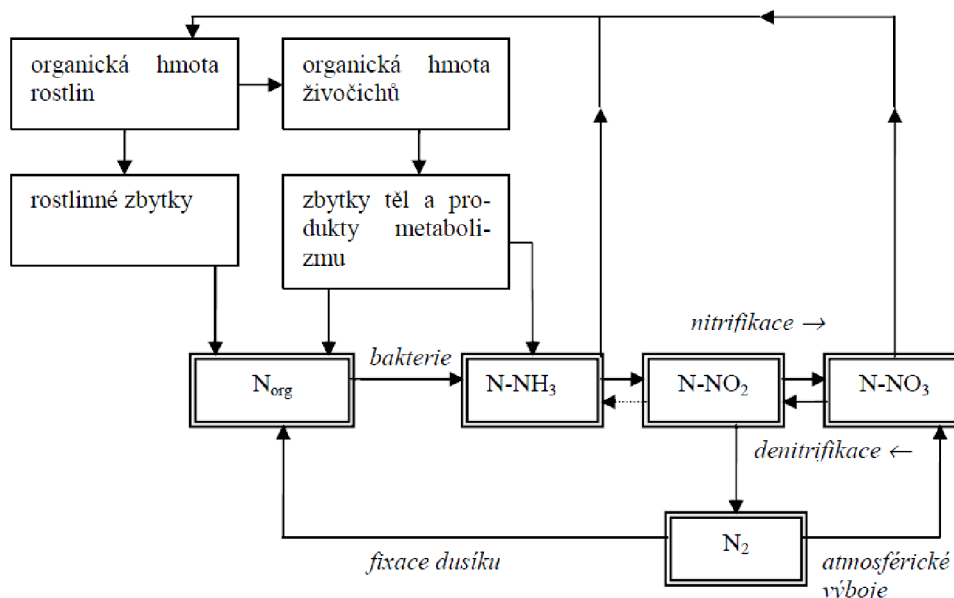 organická hmota
rostlin
organická hmota
živočichů
rostlinné zbytky
zbytky těl a pro-
dukty metaboli-
zmu
nitrifikace →
bakterie
Norg
N-NH3
N-NO2
N-NO3
denitrifikace ←
N2
fixace dusíku
atmosférické
výboje